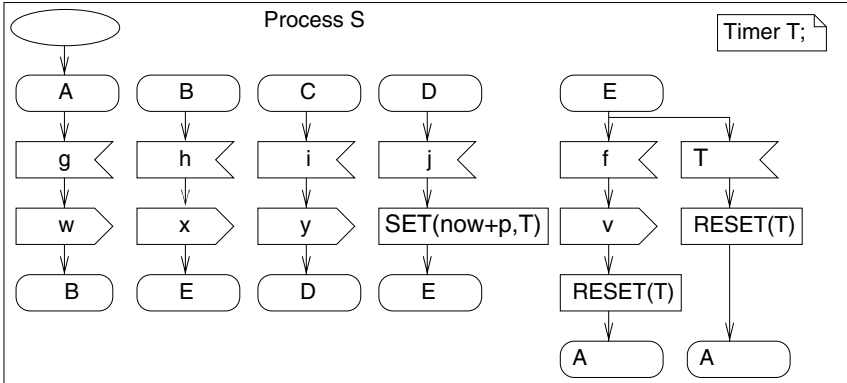 Process S
Timer T;
A B C D E
g h i j f T
w x y SET(now+p,T) v RESET(T)
B E D E RESET(T)
A A